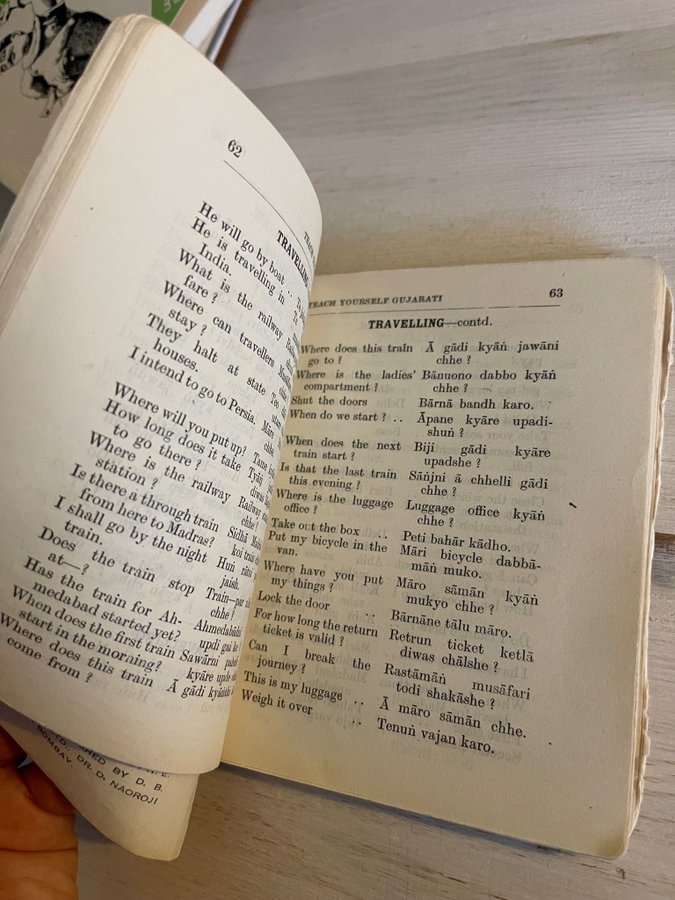 62
TRAVELLING
He will go by boat .
He is travelling in
India.
What is the railway
fare ?
Where can travellers
stay ?
They halt at state
houses.
I intend to go to Persia.
Where will you put up?
How long does it take
to go there ?
Where is the railway Railway
station ?
Is there a through train Sidhā
from here to Madras? koi
I shall go by the night Huṅ
train. jaish.
Does the train stop Train—
at—? chhe ?
Has the train for Ah-
medabad started yet? updi gai
When does the first train Sawārni
start in the morning? kyāre
Where does this train Ā gādi
come from ?
BOMBAY.
DR. D. NAOROJI
TEACH YOURSELF GUJARATI 63
TRAVELLING—contd.
Where does this train Ā gādi kyāṅ jawāni
go to ? chhe ?
Where is the ladies' Bānuono dabbo kyāṅ
compartment ? chhe ?
Shut the doors Bārnā bandh karo.
When do we start ? .. Āpane kyāre upadi-
shuṅ ?
When does the next Biji gādi kyāre
train start ? upadshe ?
Is that the last train Sāṅjni ā chhelli gādi
this evening ? chhe ?
Where is the luggage Luggage office kyāṅ
office ? chhe ?
Take out the box .. Peti bahār kādho.
Put my bicycle in the Māri bicycle dabbā-
van. māṅ muko.
Where have you put Māro sāmān kyāṅ
my things ? mukyo chhe ?
Lock the door .. Bārnāne tālu māro.
For how long the return Retrun ticket ketlā
ticket is valid ? diwas chālshe ?
Can I break the Rastāmāṅ musāfari
journey ? todi shakāshe ?
This is my luggage .. Ā māro sāmān chhe.
Weigh it over .. Tenuṅ vajan karo.